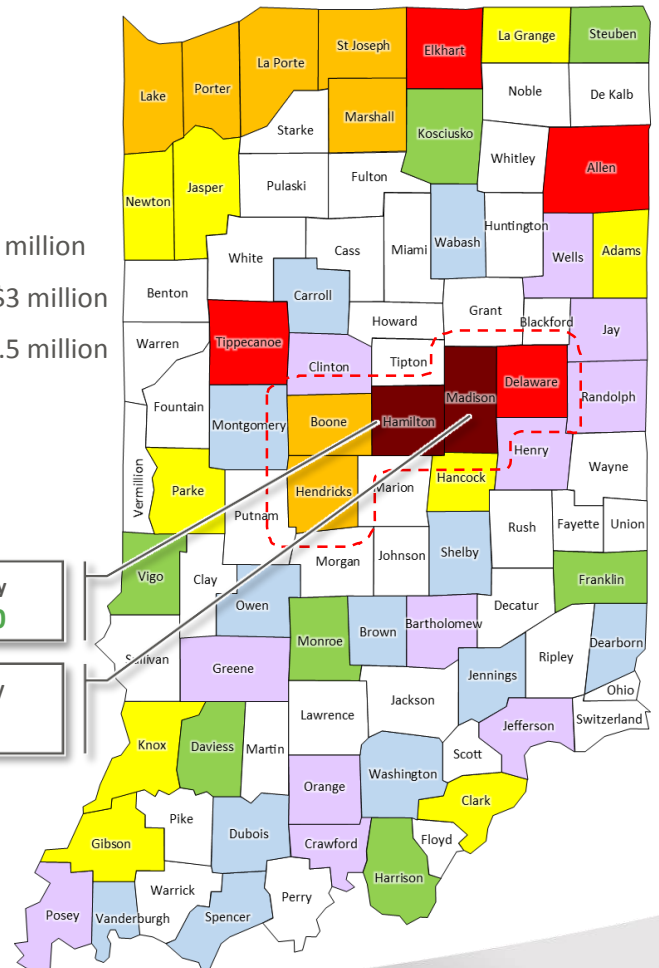 La Grange
Steuben
St Joseph
Elkhart
La Porte
Porter
Lake
Noble
De Kalb
Marshall
Starke
Kosciusko
Whitley
Allen
Fulton
Pulaski
Jasper
Newton
Huntington
Wabash
Miami
Cass
White
Wells
Adams
million
Benton
Carroll
$3 million
Grant
Howard
Blackford
Jay
Warren
Tippecanoe
.5 million
Tipton
Clinton
Delaware
Madison
Randolph
Fountain
Montgomery
Boone
Hamilton
Henry
Wayne
Vermillion
Parke
Hendricks
Marion
Hancock
Putnam
Rush
Fayette
Union
Johnson
Shelby
Morgan
y
0
Vigo
Clay
Franklin
Owen
Decatur
Monroe
Brown
Bartholomew
Dearborn
Sullivan
Greene
Ripley
Jennings
y
Ohio
Jackson
Lawrence
Switzerland
Jefferson
Knox
Daviess
Martin
Scott
Washington
Orange
Clark
Pike
Dubois
Gibson
Crawford
Floyd
Harrison
Warrick
Perry
Posey
Vanderburgh
Spencer